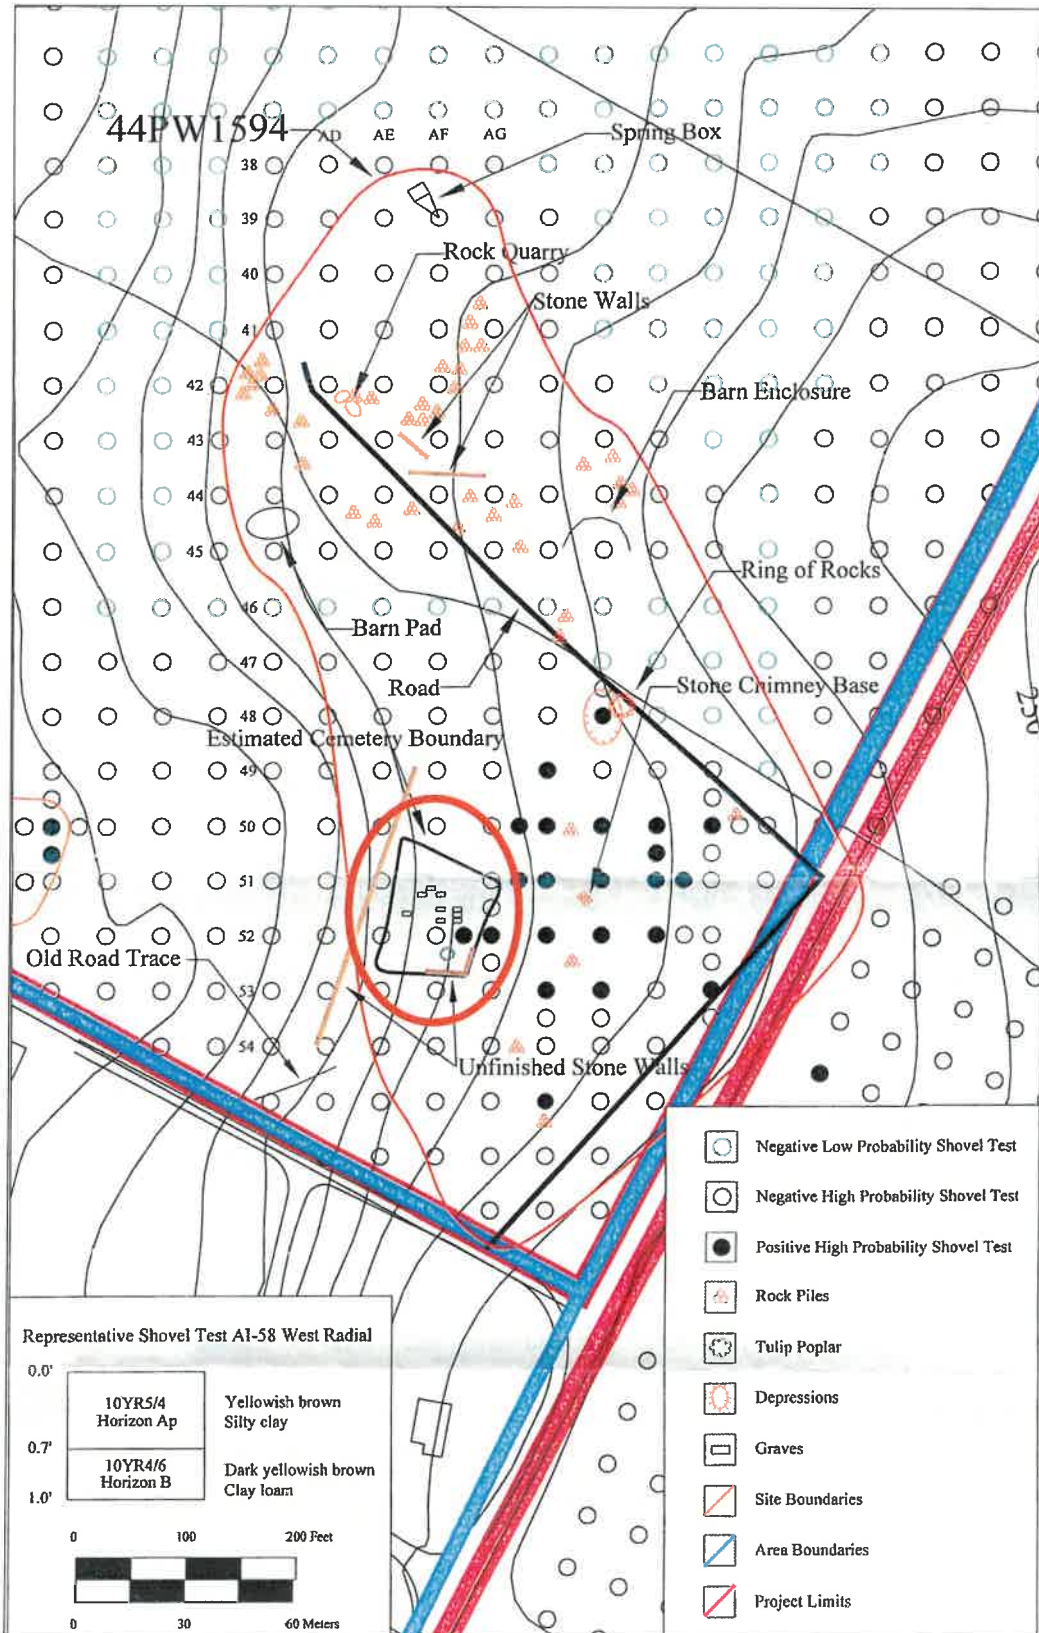 44PW1594
AD AE AF AG
Spring Box
38
39
Rock Quarry
40
Stone Walls
41
42
Barn Enclosure
43
44
45
Ring of Rocks
46
Barn Pad
47
Road
Stone Chimney Base
48
Estimated Cemetery Boundary
250
49
50
51
52
Old Road Trace
53
54
Unfinished Stone Walls
Negative Low Probability Shovel Test
Negative High Probability Shovel Test
Positive High Probability Shovel Test
Rock Piles
Tulip Poplar
Depressions
Graves
Site Boundaries
Area Boundaries
Project Limits
Representative Shovel Test AI-58 West Radial
0.0'
10YR5/4
Horizon Ap
Yellowish brown
Silty clay
0.7'
10YR4/6
Horizon B
Dark yellowish brown
Clay loam
1.0'
0 100 200 Feet
0 30 60 Meters